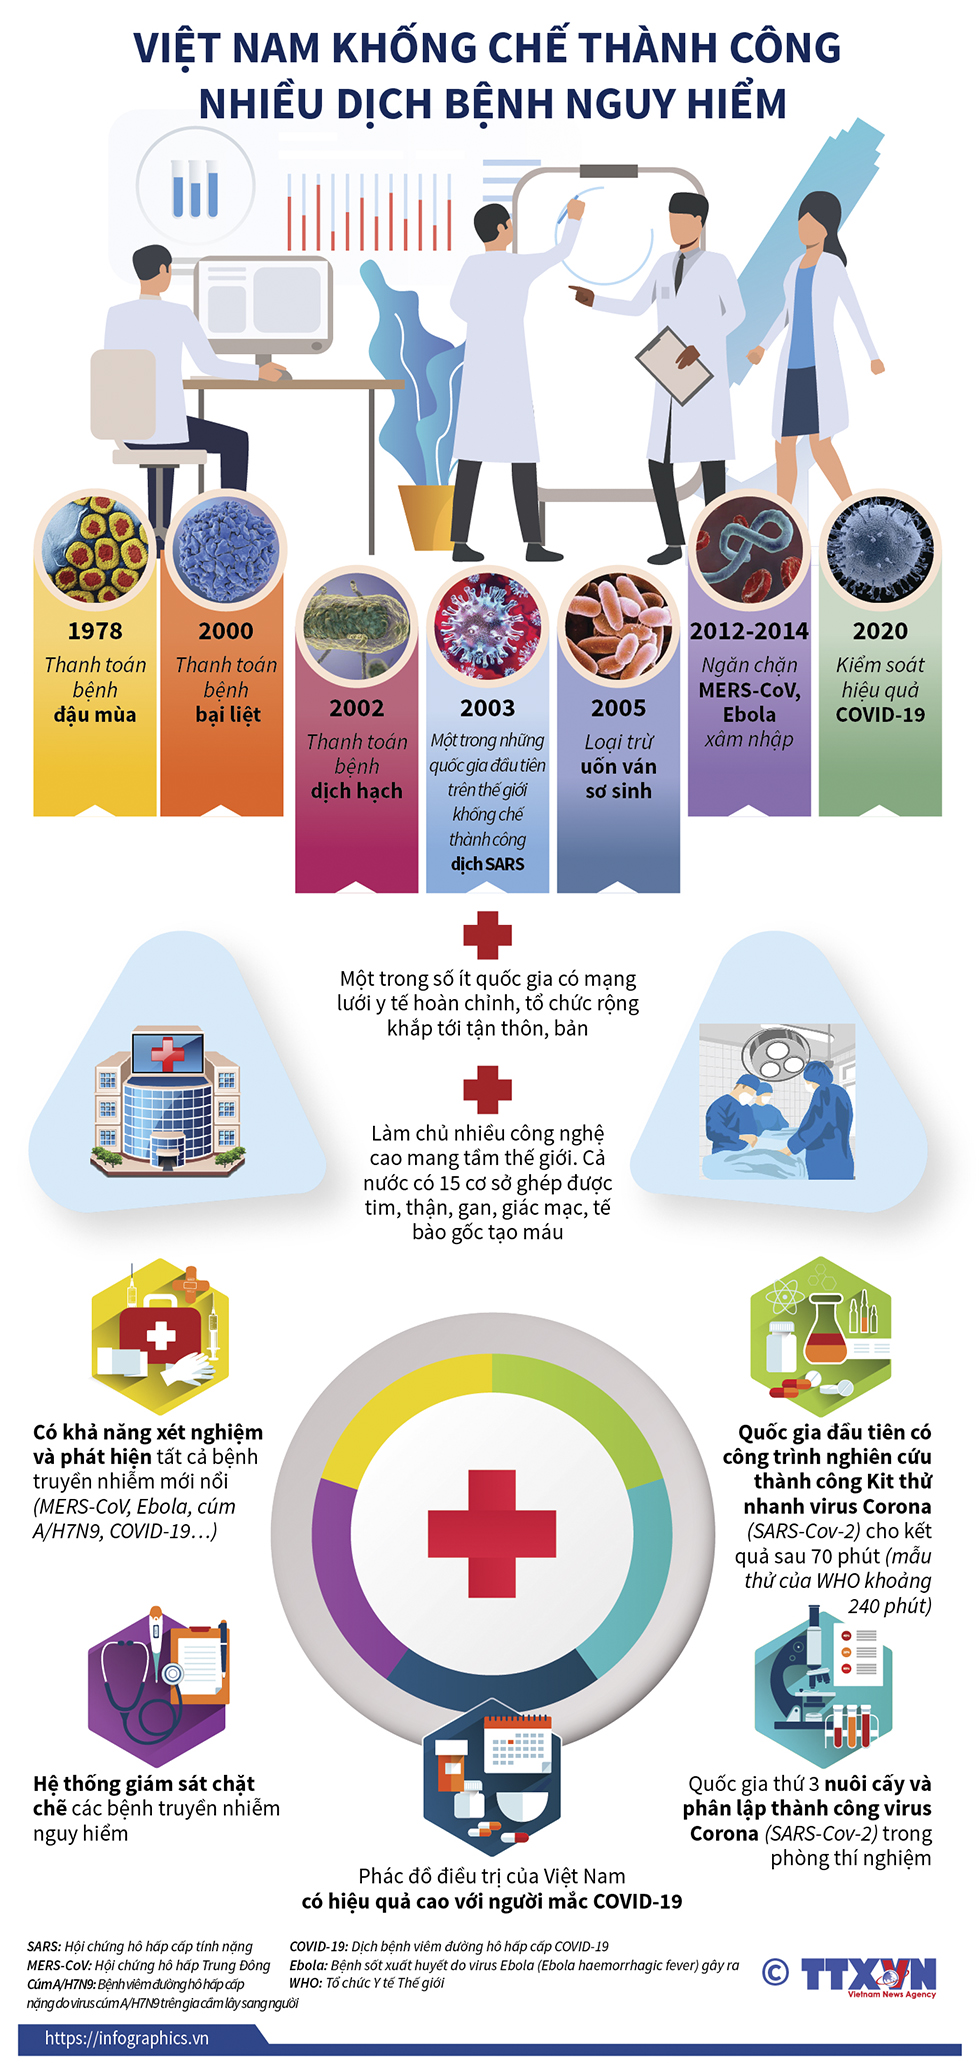 VIỆT NAM KHỐNG CHẾ THÀNH CÔNG
NHIỀU DỊCH BỆNH NGUY HIỂM
1978
Thanh toán
bệnh
đậu mùa
2000
Thanh toán
bệnh
bại liệt
2002
Thanh toán
bệnh
dịch hạch
2003
Một trong những
quốc gia đầu tiên
trên thế giới
khống chế
thành công
dịch SARS
2005
Loại trừ
uốn ván
sơ sinh
2012-2014
Ngăn chặn
MERS-CoV,
Ebola
xâm nhập
2020
Kiểm soát
hiệu quả
COVID-19
Một trong số ít quốc gia có mạng
lưới y tế hoàn chỉnh, tổ chức rộng
khắp tới tận thôn, bản
Làm chủ nhiều công nghệ
cao mang tầm thế giới. Cả
nước có 15 cơ sở ghép được
tim, thận, gan, giác mạc, tế
bào gốc tạo máu
Có khả năng xét nghiệm
và phát hiện tất cả bệnh
truyền nhiễm mới nổi
(MERS-CoV, Ebola, cúm
A/H7N9, COVID-19...)
Quốc gia đầu tiên có
công trình nghiên cứu
thành công Kit thử
nhanh virus Corona
(SARS-Cov-2) cho kết
quả sau 70 phút (mẫu
thử của WHO khoảng
240 phút)
Hệ thống giám sát chặt
chẽ các bệnh truyền nhiễm
nguy hiểm
Quốc gia thứ 3 nuôi cấy và
phân lập thành công virus
Corona (SARS-Cov-2) trong
phòng thí nghiệm
Phác đồ điều trị của Việt Nam
có hiệu quả cao với người mắc COVID-19
SARS: Hội chứng hô hấp cấp tính nặng
MERS-CoV: Hội chứng hô hấp Trung Đông
Cúm A/H7N9: Bệnh viêm đường hô hấp cấp
nặng do virus cúm A/H7N9 trên gia cầm lây sang người
COVID-19: Dịch bệnh viêm đường hô hấp cấp COVID-19
Ebola: Bệnh sốt xuất huyết do virus Ebola (Ebola haemorrhagic fever) gây ra
WHO: Tổ chức Y tế Thế giới
© TTXVN
Vietnam News Agency
https://infographics.vn